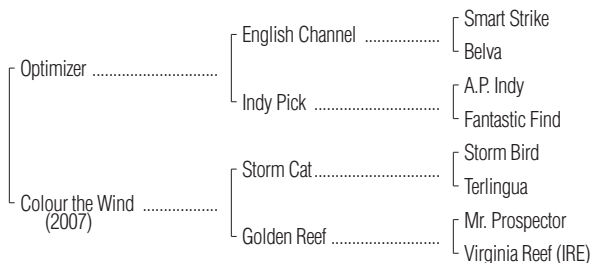 Smart Strike
English Channel ..................
Belva
Optimizer ..............................
A.P. Indy
Indy Pick ..............................
Fantastic Find
Storm Bird
Storm Cat..............................
Terlingua
Colour the Wind ..................
(2007)
Mr. Prospector
Golden Reef ..........................
Virginia Reef (IRE)